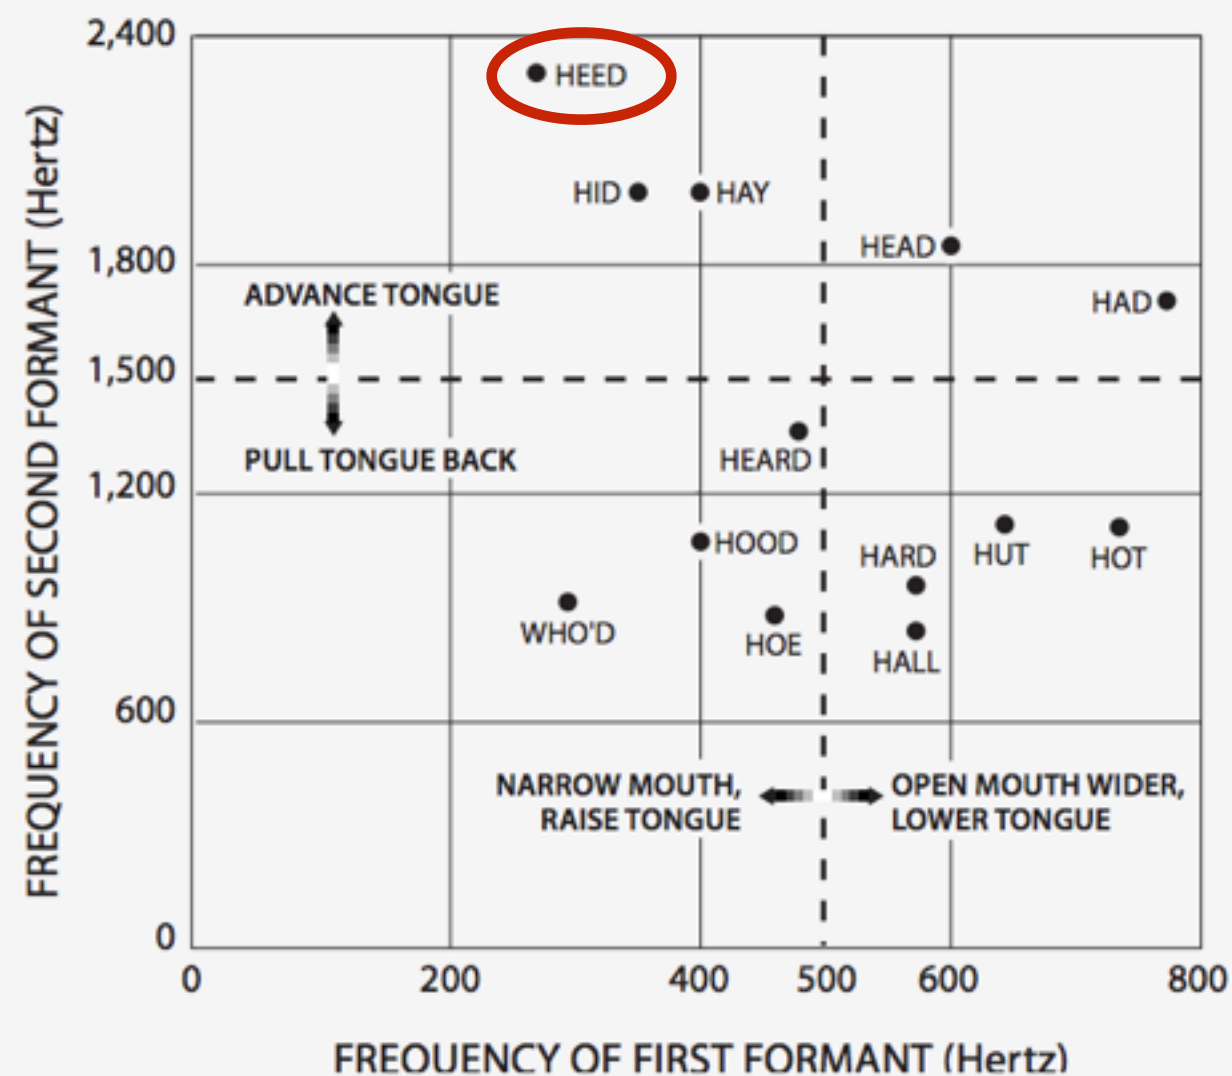 2,400
HEED
HID
HAY
HEAD
1,800
ADVANCE TONGUE
HAD
1,500
PULL TONGUE BACK
HEARD
1,200
HOOD
HARD
HUT
HOT
WHO'D
HOE
HALL
600
NARROW MOUTH,
RAISE TONGUE
OPEN MOUTH WIDER,
LOWER TONGUE
0
0
200
400
500
600
800
FREQUENCY OF SECOND FORMANT (Hertz)
FREQUENCY OF FIRST FORMANT (Hertz)